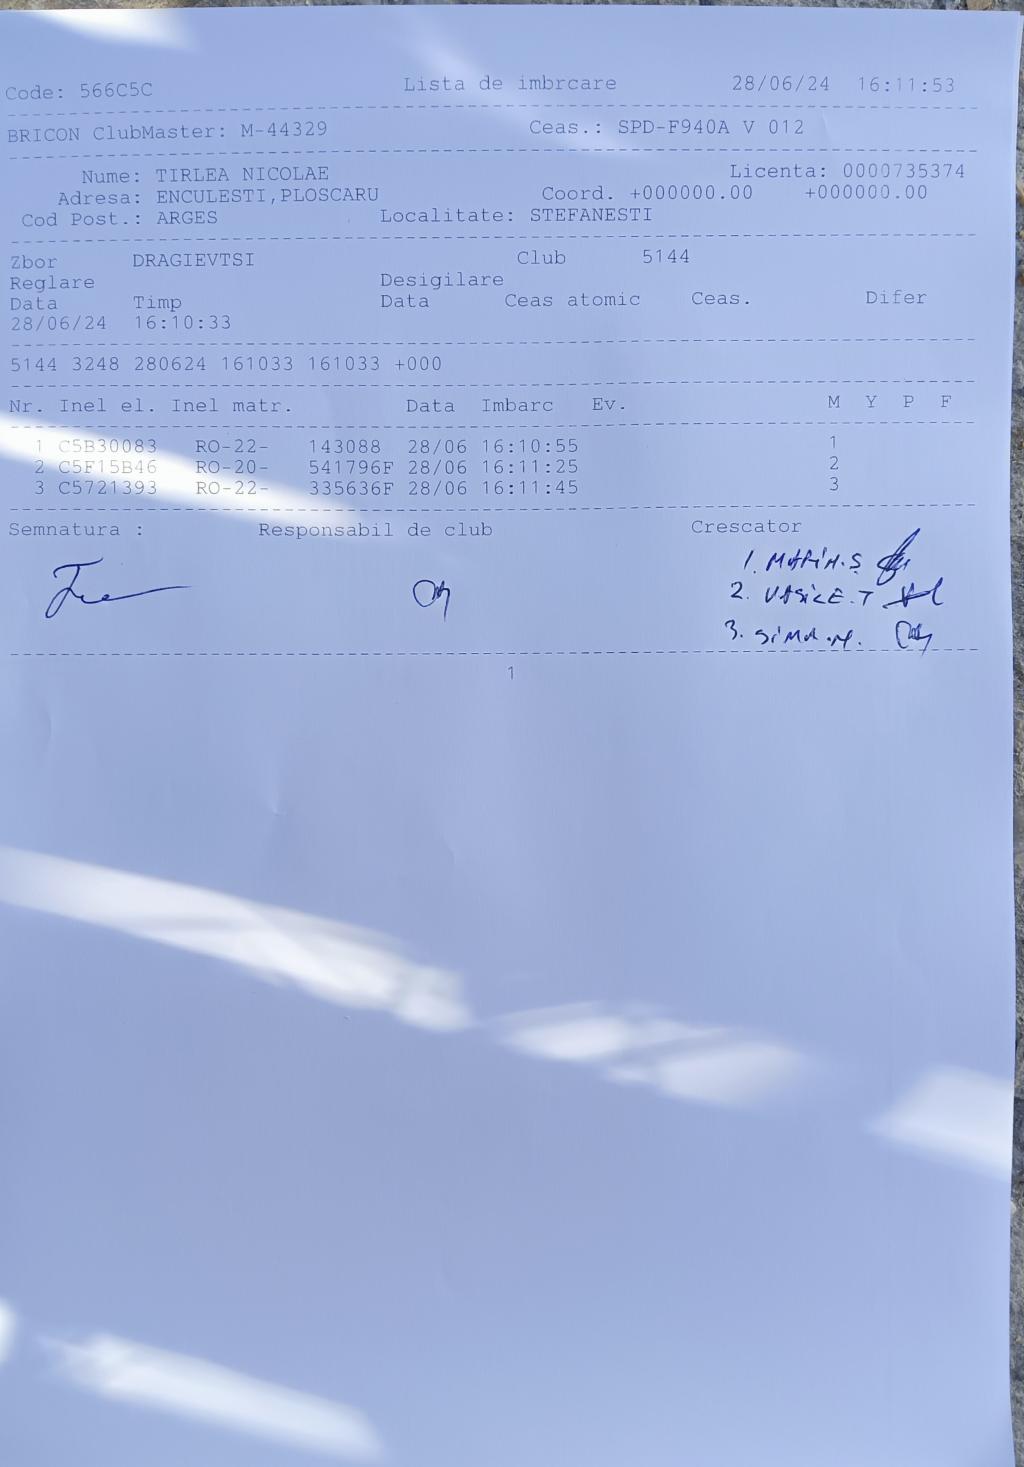 Code: 566C5C Lista de imbrcare 28/06/24 16:11:53
BRICON ClubMaster: M-44329 Ceas.: SPD-F940A V 012
Nume: TIRLEA NICOLAE Licenta: 0000735374
Adresa: ENCULESTI,PLOSCARU Coord. +000000.00 +000000.00
Cod Post.: ARGES Localitate: STEFANESTI
Zbor DRAGIEVTSI Club 5144
Reglare Desigilare
Data Timp Data Ceas atomic Ceas. Difer
28/06/24 16:10:33
5144 3248 280624 161033 161033 +000
Nr. Inel el. Inel matr. Data Imbarc Ev. M Y P F
1 C5B30083 RO-22- 143088 28/06 16:10:55 1
2 C5F15B46 RO-20- 541796F 28/06 16:11:25 2
3 C5721393 RO-22- 335636F 28/06 16:11:45 3
Semnatura : Responsabil de club Crescator
1. MARIN.S
2. VASILE.T
3. SIMA.M.
1